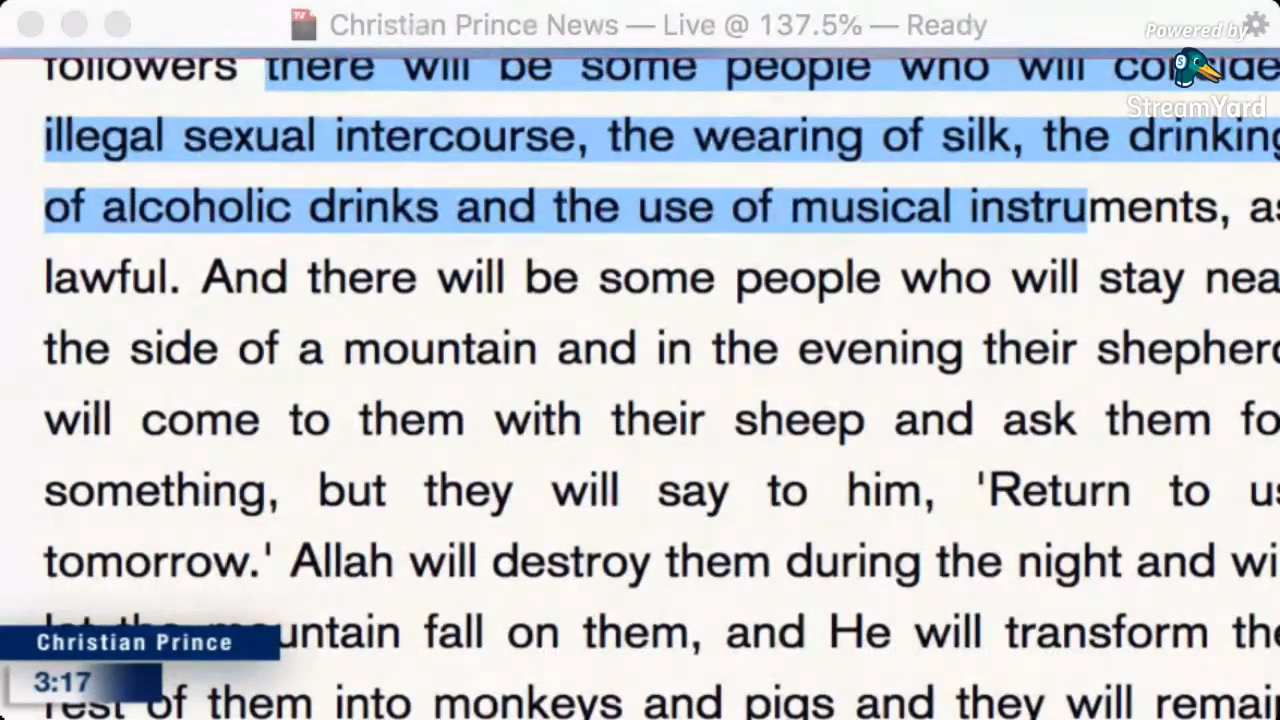 Christian Prince News — Live @ 137.5% — Ready
Powered by
StreamYard
followers there will be some people who will
illegal sexual intercourse, the wearing of silk, the drinking
of alcoholic drinks and the use of musical instruments, as
lawful. And there will be some people who will stay nea
the side of a mountain and in the evening their shepherd
will come to them with their sheep and ask them fo
something, but they will say to him, 'Return to us
tomorrow.' Allah will destroy them during the night and wi
let the mountain fall on them, and He will transform the
rest of them into monkeys and pigs and they will remai
Christian Prince
3:17